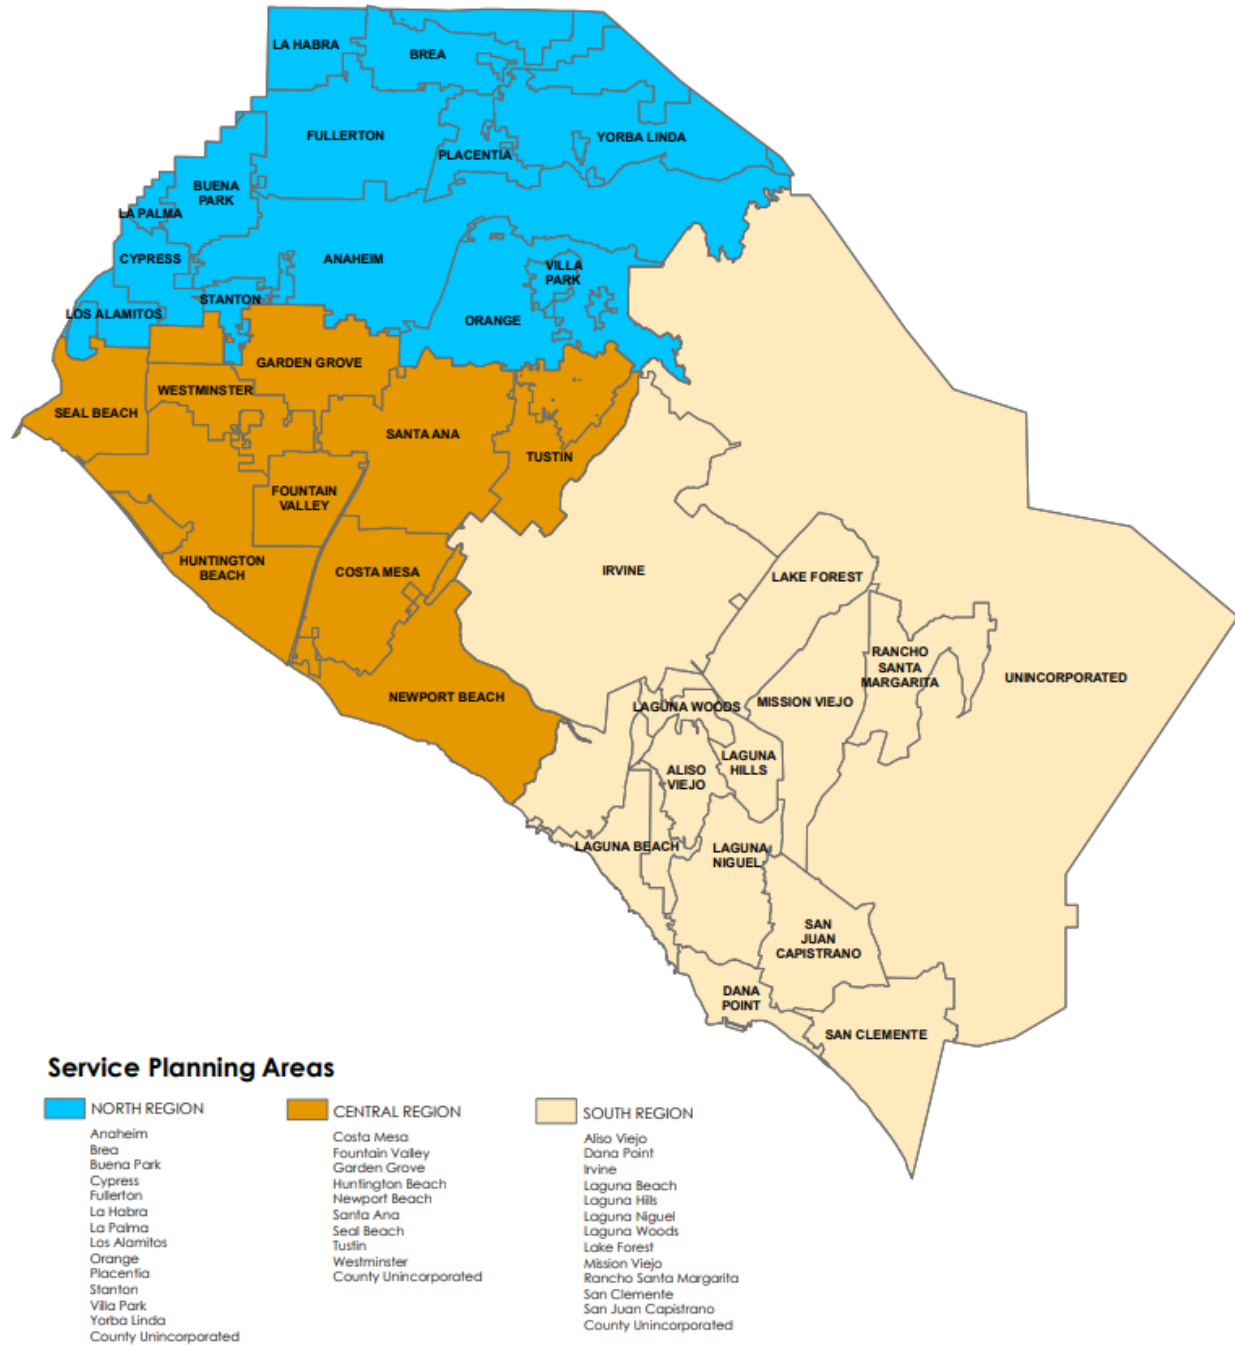 LA HABRA
BREA
FULLERTON
YORBA LINDA
PLACENTIA
BUENA
PARK
LA PALMA
CYPRESS
ANAHEIM
VILLA
PARK
STANTON
LOS ALAMITOS
ORANGE
GARDEN GROVE
WESTMINSTER
SEAL BEACH
SANTA ANA
TUSTIN
FOUNTAIN
VALLEY
HUNTINGTON
BEACH
COSTA MESA
IRVINE
LAKE FOREST
RANCHO
SANTA
MARGARITA
UNINCORPORATED
NEWPORT BEACH
LAGUNA WOODS
MISSION VIEJO
LAGUNA
HILLS
ALISO
VIEJO
LAGUNA BEACH
LAGUNA
NIGUEL
SAN
JUAN
CAPISTRANO
DANA
POINT
SAN CLEMENTE
Service Planning Areas
NORTH REGION
Anaheim
Brea
Buena Park
Cypress
Fullerton
La Habra
La Palma
Los Alamitos
Orange
Placentia
Stanton
Villa Park
Yorba Linda
County Unincorporated
CENTRAL REGION
Costa Mesa
Fountain Valley
Garden Grove
Huntington Beach
Newport Beach
Santa Ana
Seal Beach
Tustin
Westminster
County Unincorporated
SOUTH REGION
Aliso Viejo
Dana Point
Irvine
Laguna Beach
Laguna Hills
Laguna Niguel
Laguna Woods
Lake Forest
Mission Viejo
Rancho Santa Margarita
San Clemente
San Juan Capistrano
County Unincorporated